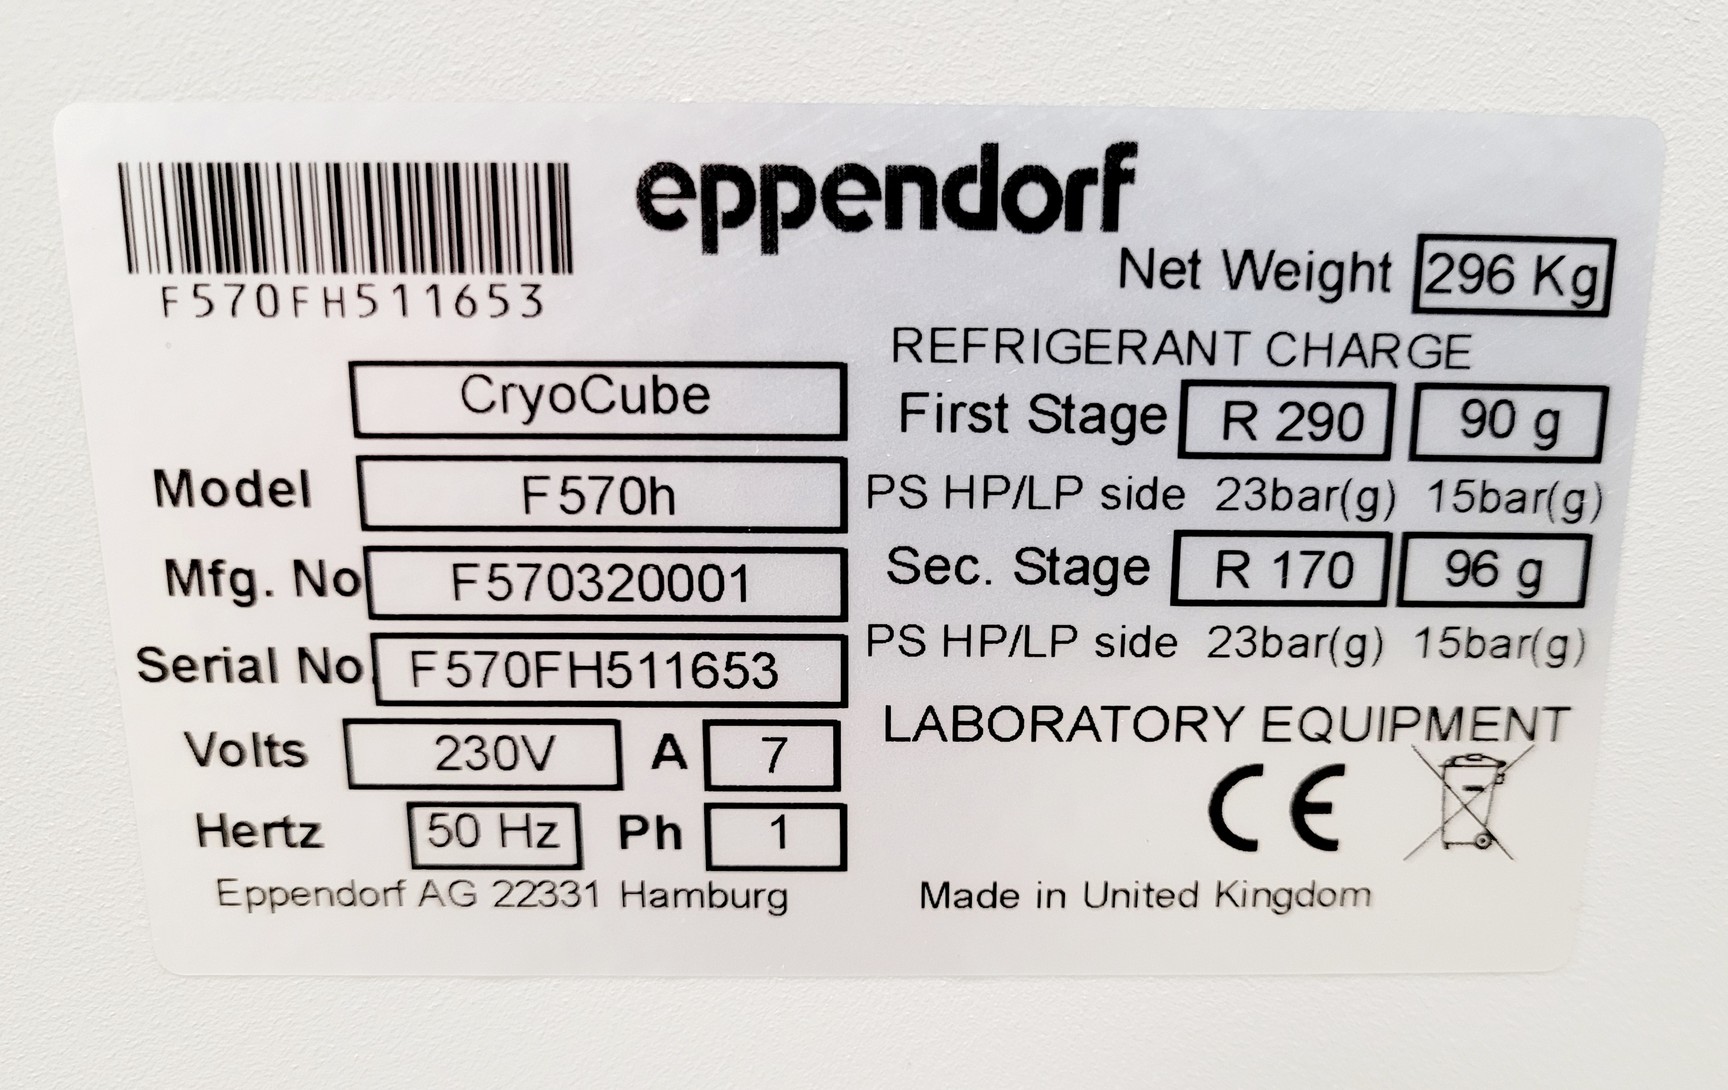 eppendorf
F570FH511653
Net Weight 296 Kg
REFRIGERANT CHARGE
CryoCube
First Stage R 290 90 g
Model F570h
PS HP/LP side 23bar(g) 15bar(g)
Mfg. No F570320001
Sec. Stage R 170 96 g
Serial No. F570FH511653
PS HP/LP side 23bar(g) 15bar(g)
Volts 230V A 7
LABORATORY EQUIPMENT
Hertz 50 Hz Ph 1
CE
Eppendorf AG 22331 Hamburg
Made in United Kingdom